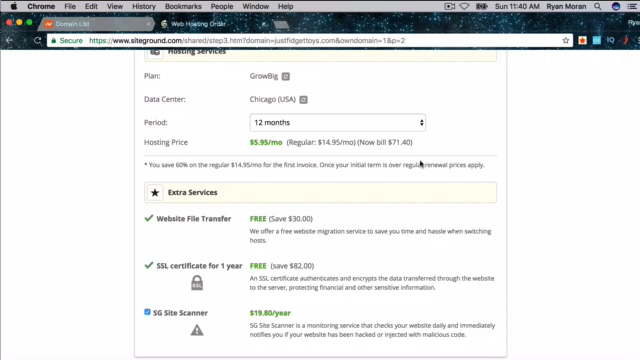 Chrome File Edit View History Bookmarks People Window Help Sun 11:40 AM Ryan Moran
Domain List Web Hosting Order Ryan
Secure https://www.siteground.com/shared/step3.htm?domain=justfidgettoys.com&owndomain=1&p=2
Hosting Services
Plan: GrowBig
Data Center: Chicago (USA)
Period: 12 months
Hosting Price $5.95/mo (Regular: $14.95/mo) (Now bill $71.40)
* You save 60% on the regular $14.95/mo for the first invoice. Once your initial term is over regular renewal prices apply.
Extra Services
Website File Transfer FREE (Save $30.00)
We offer a free website migration service to save you time and hassle when switching
hosts.
SSL certificate for 1 year FREE (save $82.00)
An SSL certificate authenticates and encrypts the data transferred through the website
to the server, protecting financial and other sensitive information.
SSL
SG Site Scanner $19.80/year
SG Site Scanner is a monitoring service that checks your website daily and immediately
notifies you if your website has been hacked or injected with malicious code.